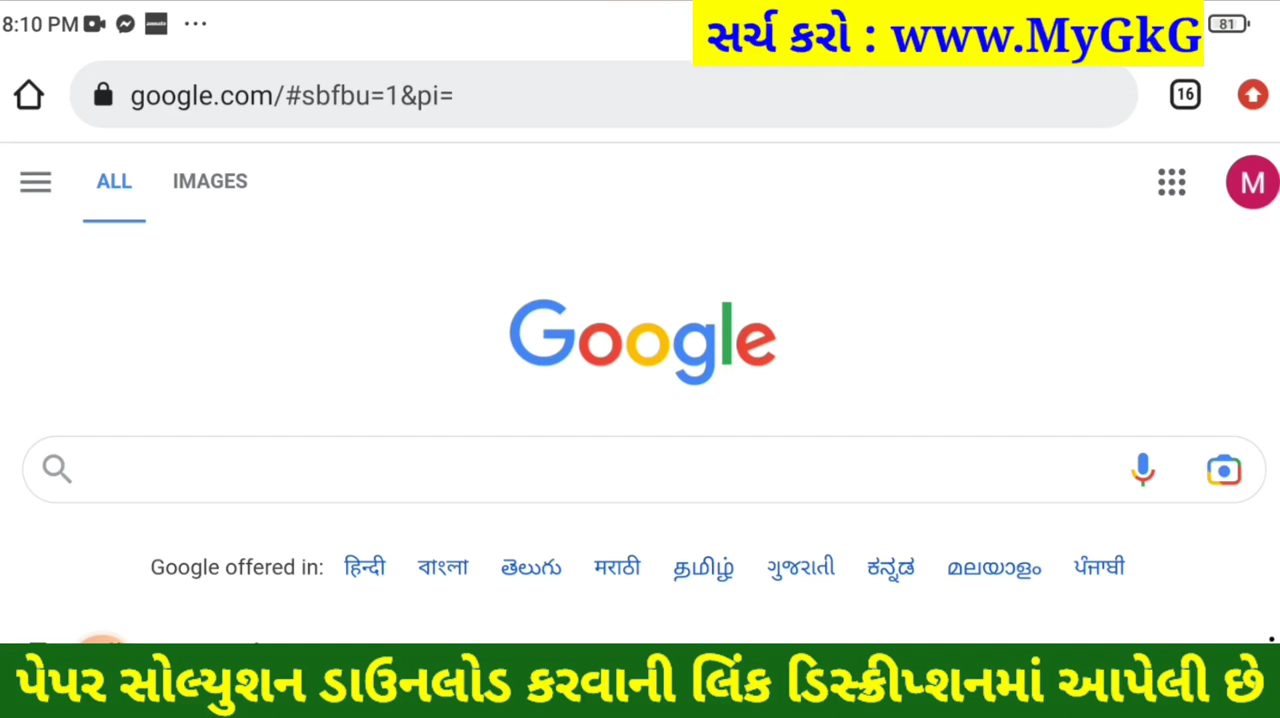 8:10 PM
સર્ચ કરો : www.MyGkG
81
google.com/#sbfbu=1&pi=
16
ALL IMAGES
M
Google
Google offered in: हिन्दी বাংলা తెలుగు मराठी தமிழ் ગુજરાતી ಕನ್ನಡ മലയാളം ਪੰਜਾਬੀ
પેપર સોલ્યુશન ડાઉનલોડ કરવાની લિંક ડિસ્ક્રીપ્શનમાં આપેલી છે